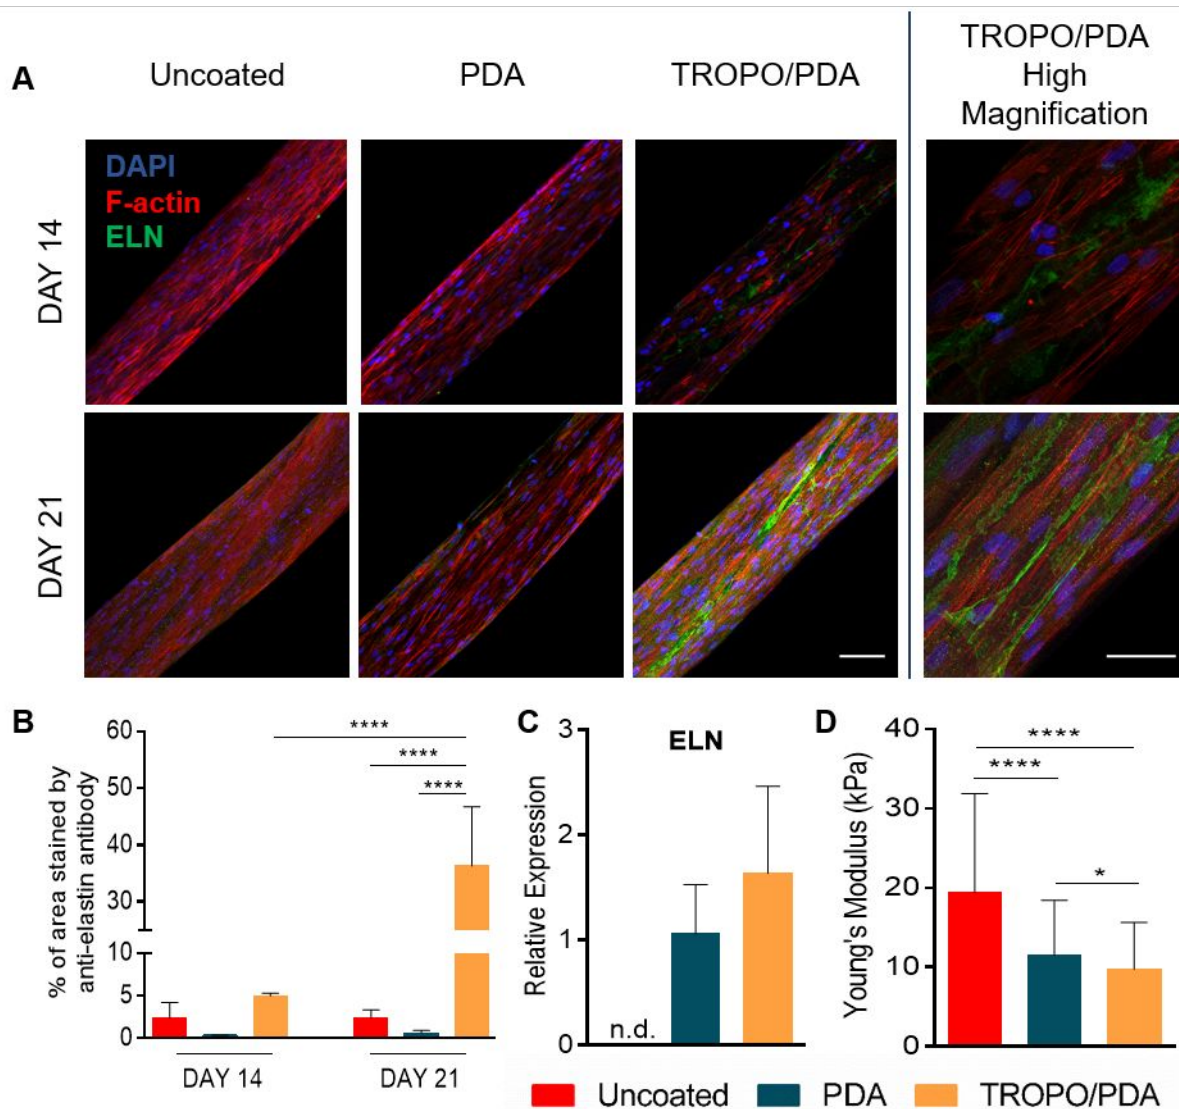 A
Uncoated
PDA
TROPO/PDA
TROPO/PDA
High
Magnification
DAPI
F-actin
ELN
DAY 14
DAY 21
B
% of area stained by
anti-elastin antibody
60
50
40
30
10
5
0
****
****
****
DAY 14
DAY 21
C
ELN
Relative Expression
3
2
1
0
n.d.
D
Young's Modulus (kPa)
40
30
20
10
0
****
****
*
Uncoated
PDA
TROPO/PDA